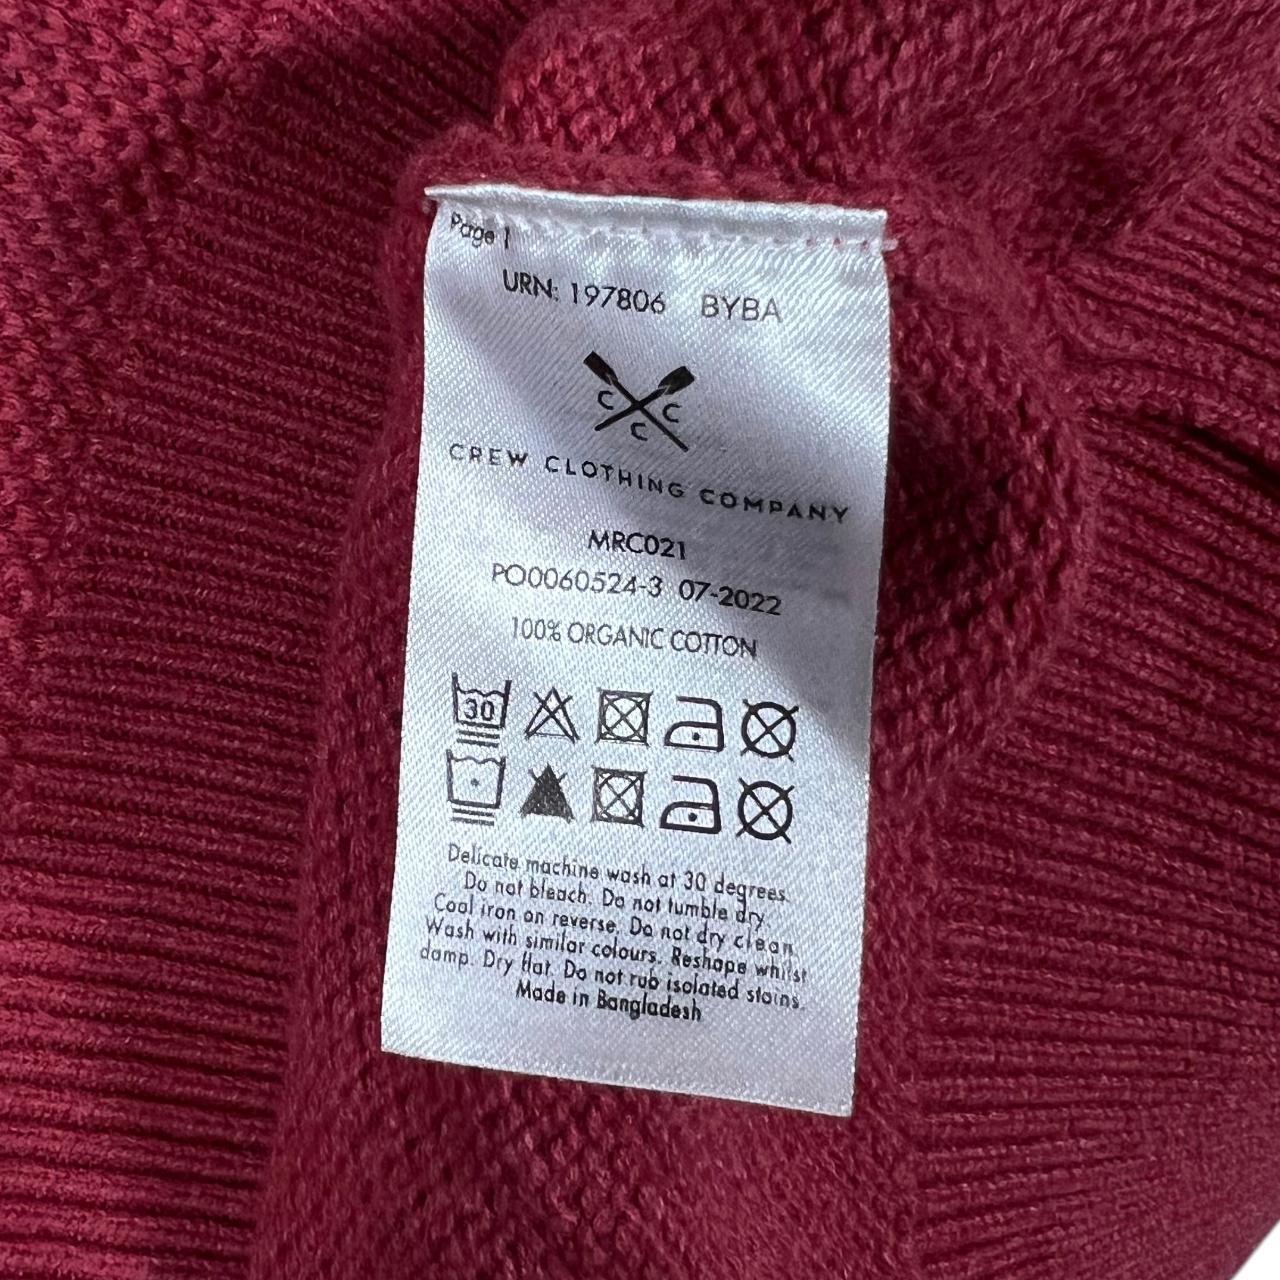 Page 1
URN: 197806 BYBA
C C
C
CREW CLOTHING COMPANY
MRC021
PO0060524-3 07-2022
100% ORGANIC COTTON
30
Delicate machine wash at 30 degrees.
Do not bleach. Do not tumble dry.
Cool iron on reverse. Do not dry clean.
Wash with similar colours. Reshape whilst
damp. Dry flat. Do not rub isolated stains.
Made in Bangladesh